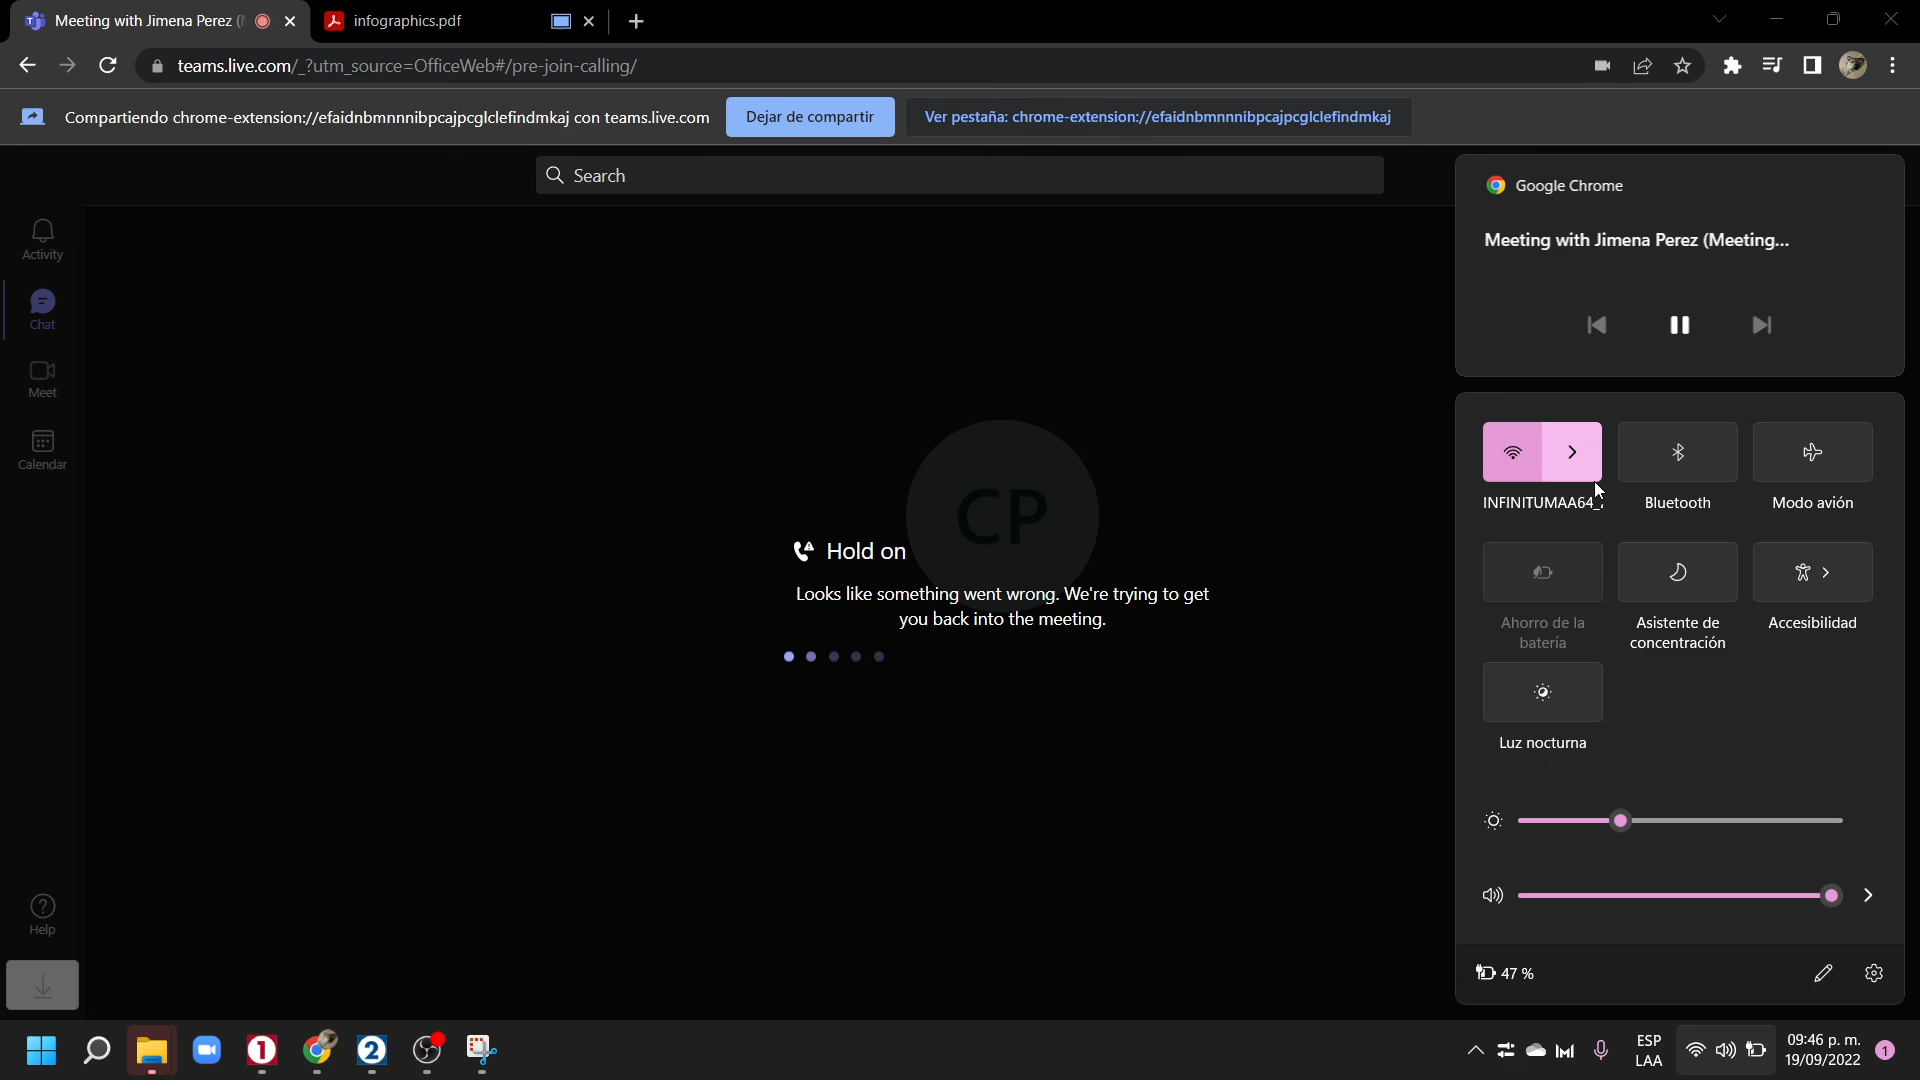 Meeting with Jimena Perez (
infographics.pdf
teams.live.com/_?utm_source=OfficeWeb#/pre-join-calling/
Compartiendo chrome-extension://efaidnbmnnnibpcajpcglclefindmkaj con teams.live.com
Dejar de compartir
Ver pestaña: chrome-extension://efaidnbmnnnibpcajpcglclefindmkaj
Search
Google Chrome
Meeting with Jimena Perez (Meeting...
Activity
Chat
Meet
Calendar
Help
CP
Hold on
Looks like something went wrong. We're trying to get
you back into the meeting.
INFINITUMAA64_
Bluetooth
Modo avión
Ahorro de la
batería
Asistente de
concentración
Accesibilidad
Luz nocturna
47 %
1
2
ESP
LAA
09:46 p. m.
19/09/2022
1